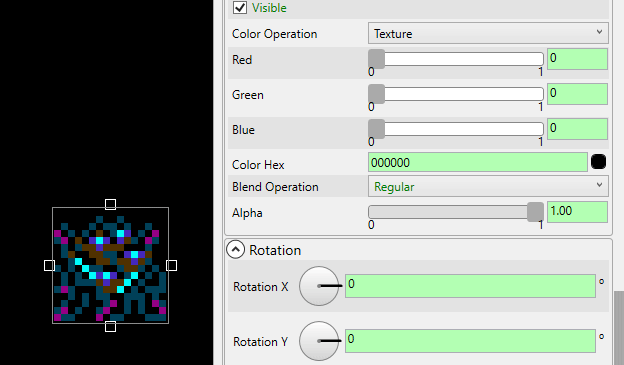 Visible
Color Operation Texture
Red 0
0 1
Green 0
0 1
Blue 0
0 1
Color Hex 000000
Blend Operation Regular
Alpha 1.00
0 1
Rotation
Rotation X 0 °
Rotation Y 0 °